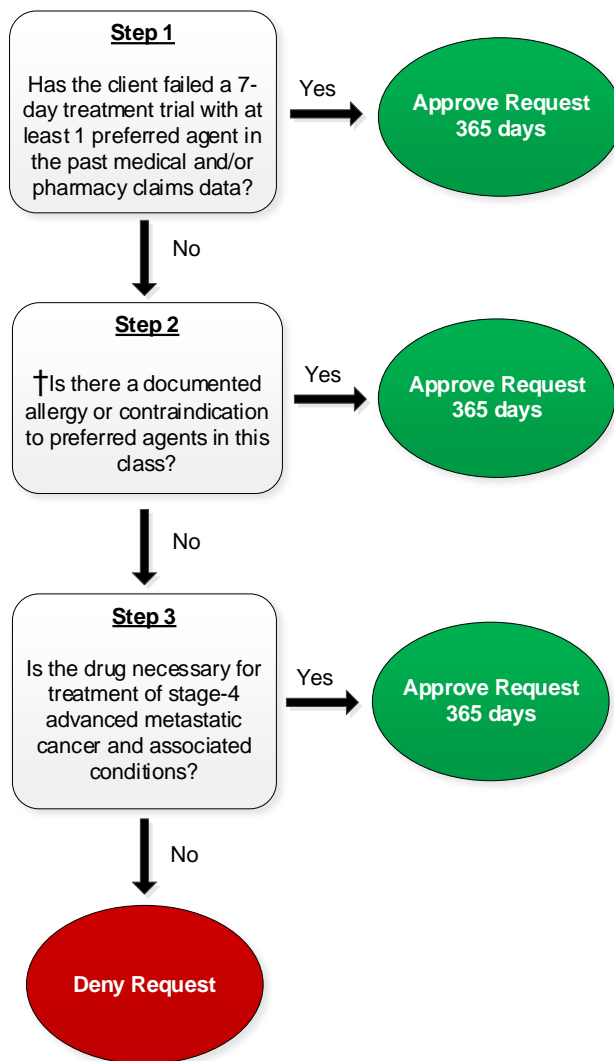 Step 1
Has the client failed a 7-
day treatment trial with at
least 1 preferred agent in
the past medical and/or
pharmacy claims data?
Yes
Approve Request
365 days
No
Step 2
†Is there a documented
allergy or contraindication
to preferred agents in this
class?
Yes
Approve Request
365 days
No
Step 3
Is the drug necessary for
treatment of stage-4
advanced metastatic
cancer and associated
conditions?
Yes
Approve Request
365 days
No
Deny Request